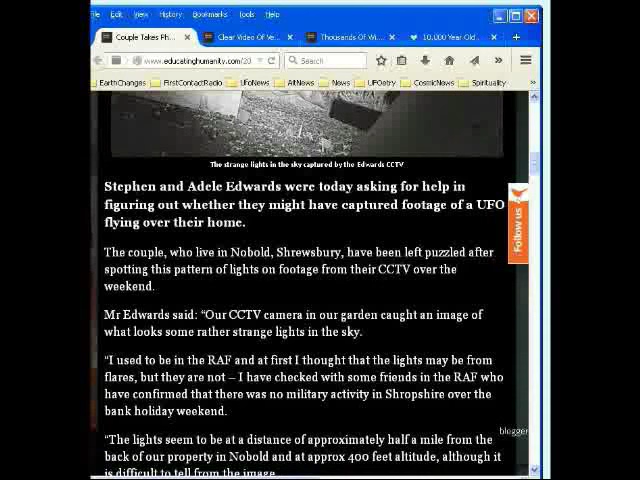 File Edit View History Bookmarks Tools Help
Couple Takes Ph... × Clear Video Of Ve... × Thousands Of Wi... × 10,000 Year Old ... ×
www.educatinghumanity.com/20 Search
EarthChanges FirstContactRadio UfoNews AltNews News UFOetry CosmicNews Spirituality
The strange lights in the sky captured by the Edwards CCTV
Stephen and Adele Edwards were today asking for help in
figuring out whether they might have captured footage of a UFO
flying over their home.
Follow us
The couple, who live in Nobold, Shrewsbury, have been left puzzled after
spotting this pattern of lights on footage from their CCTV over the
weekend.
Mr Edwards said: “Our CCTV camera in our garden caught an image of
what looks some rather strange lights in the sky.
“I used to be in the RAF and at first I thought that the lights may be from
flares, but they are not – I have checked with some friends in the RAF who
have confirmed that there was no military activity in Shropshire over the
bank holiday weekend.
blogger
“The lights seem to be at a distance of approximately half a mile from the
back of our property in Nobold and at approx 400 feet altitude, although it
is difficult to tell from the image.